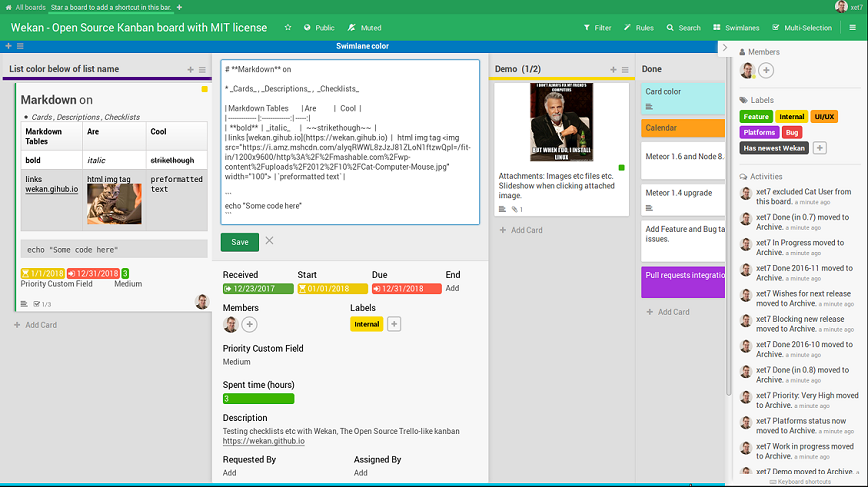 All boards Star a board to add a shortcut in this bar.
xet7
Wekan - Open Source Kanban board with MIT license
Public
Muted
Filter
Rules
Search
Swimlanes
Multi-Selection
Swimlane color
List color below of list name
Markdown on
Cards , Descriptions , Checklists
Markdown Tables Are Cool
bold italic strikethough
links wekan.gihub.io html img tag preformatted text
echo "Some code here"
1/1/2018 12/31/2018 3
Priority Custom Field Medium
1/3
+ Add Card
# **Markdown** on
* _Cards_, _Descriptions_, _Checklists_
| Markdown Tables |Are | Cool |
|------------- |:-------------:| -----:|
| **bold** | _italic_ | ~~strikethough~~ |
| links [wekan.github.io](https://wekan.github.io) | html img tag <img
src="https://i.amz.mshcdn.com/alyqRWWL8zJzJ81ZLoN1ftzwQpI=/fit-
in/1200x9600/http%3A%2F%2Fmashable.com%2Fwp-
content%2Fuploads%2F2012%2F10%2FCat-Computer-Mouse.jpg"
width="100"> | `preformatted text` |
```
echo "Some code here"
```
Save
Received Start Due End
12/23/2017 01/01/2018 12/31/2018 Add
Members Labels
Internal
Priority Custom Field
Medium
Spent time (hours)
3
Description
Testing checklists etc with Wekan, The Open Source Trello-like kanban
https://wekan.github.io
Requested By Assigned By
Add Add
Demo (1/2)
I DON'T ALWAYS FIX MY FRIEND'S
COMPUTERS
BUT WHEN I DO, I INSTALL
LINUX
Attachments: Images etc files etc.
Slideshow when clicking attached
image.
1
+ Add Card
Done
Card color
Calendar
Meteor 1.6 and Node 8.
Meteor 1.4 upgrade
Add Feature and Bug ta
issues.
Pull requests integratio
+ Add Card
Members
Labels
Feature Internal UI/UX
Platforms Bug
Has newest Wekan
Activities
xet7 excluded Cat User from
this board. a minute ago
xet7 Done (in 0.7) moved to
Archive. a minute ago
xet7 In Progress moved to
Archive. a minute ago
xet7 Done 2016-11 moved to
Archive. a minute ago
xet7 Wishes for next release
moved to Archive. a minute ago
xet7 Blocking new release
moved to Archive. a minute ago
xet7 Done 2016-10 moved to
Archive. a minute ago
xet7 Done (in 0.8) moved to
Archive. a minute ago
xet7 Priority: Very High moved
to Archive. a minute ago
xet7 Platforms status now
moved to Archive. a minute ago
xet7 Work in progress moved
to Archive. a minute ago
xet7 Demo moved to Archive. a
Keyboard shortcuts